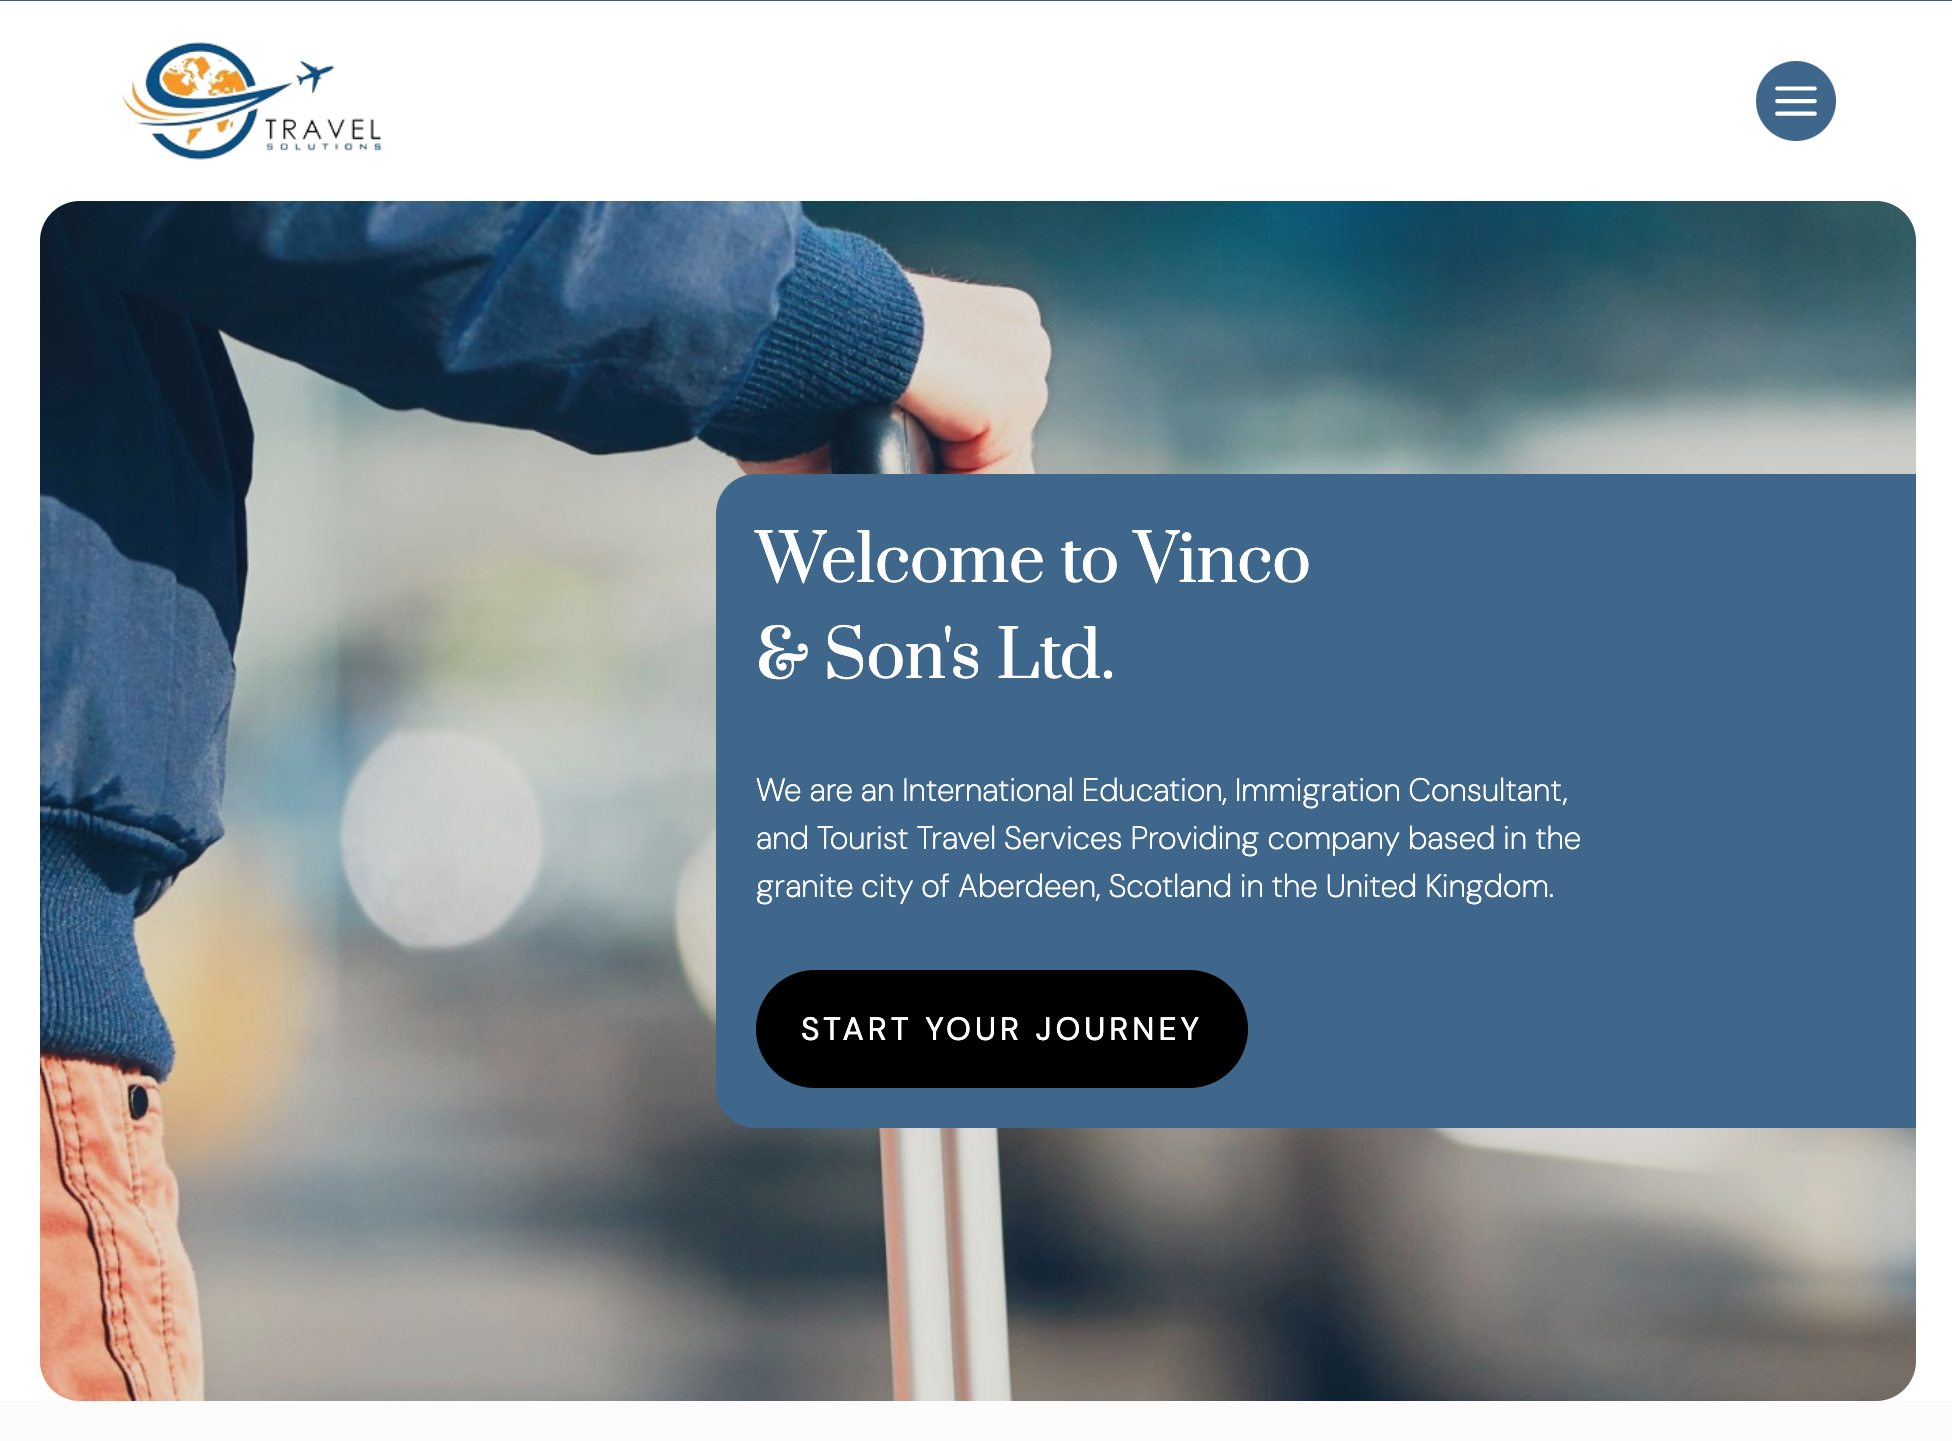 TRAVEL
SOLUTIONS
Welcome to Vinco
& Son's Ltd.
We are an International Education, Immigration Consultant,
and Tourist Travel Services Providing company based in the
granite city of Aberdeen, Scotland in the United Kingdom.
START YOUR JOURNEY